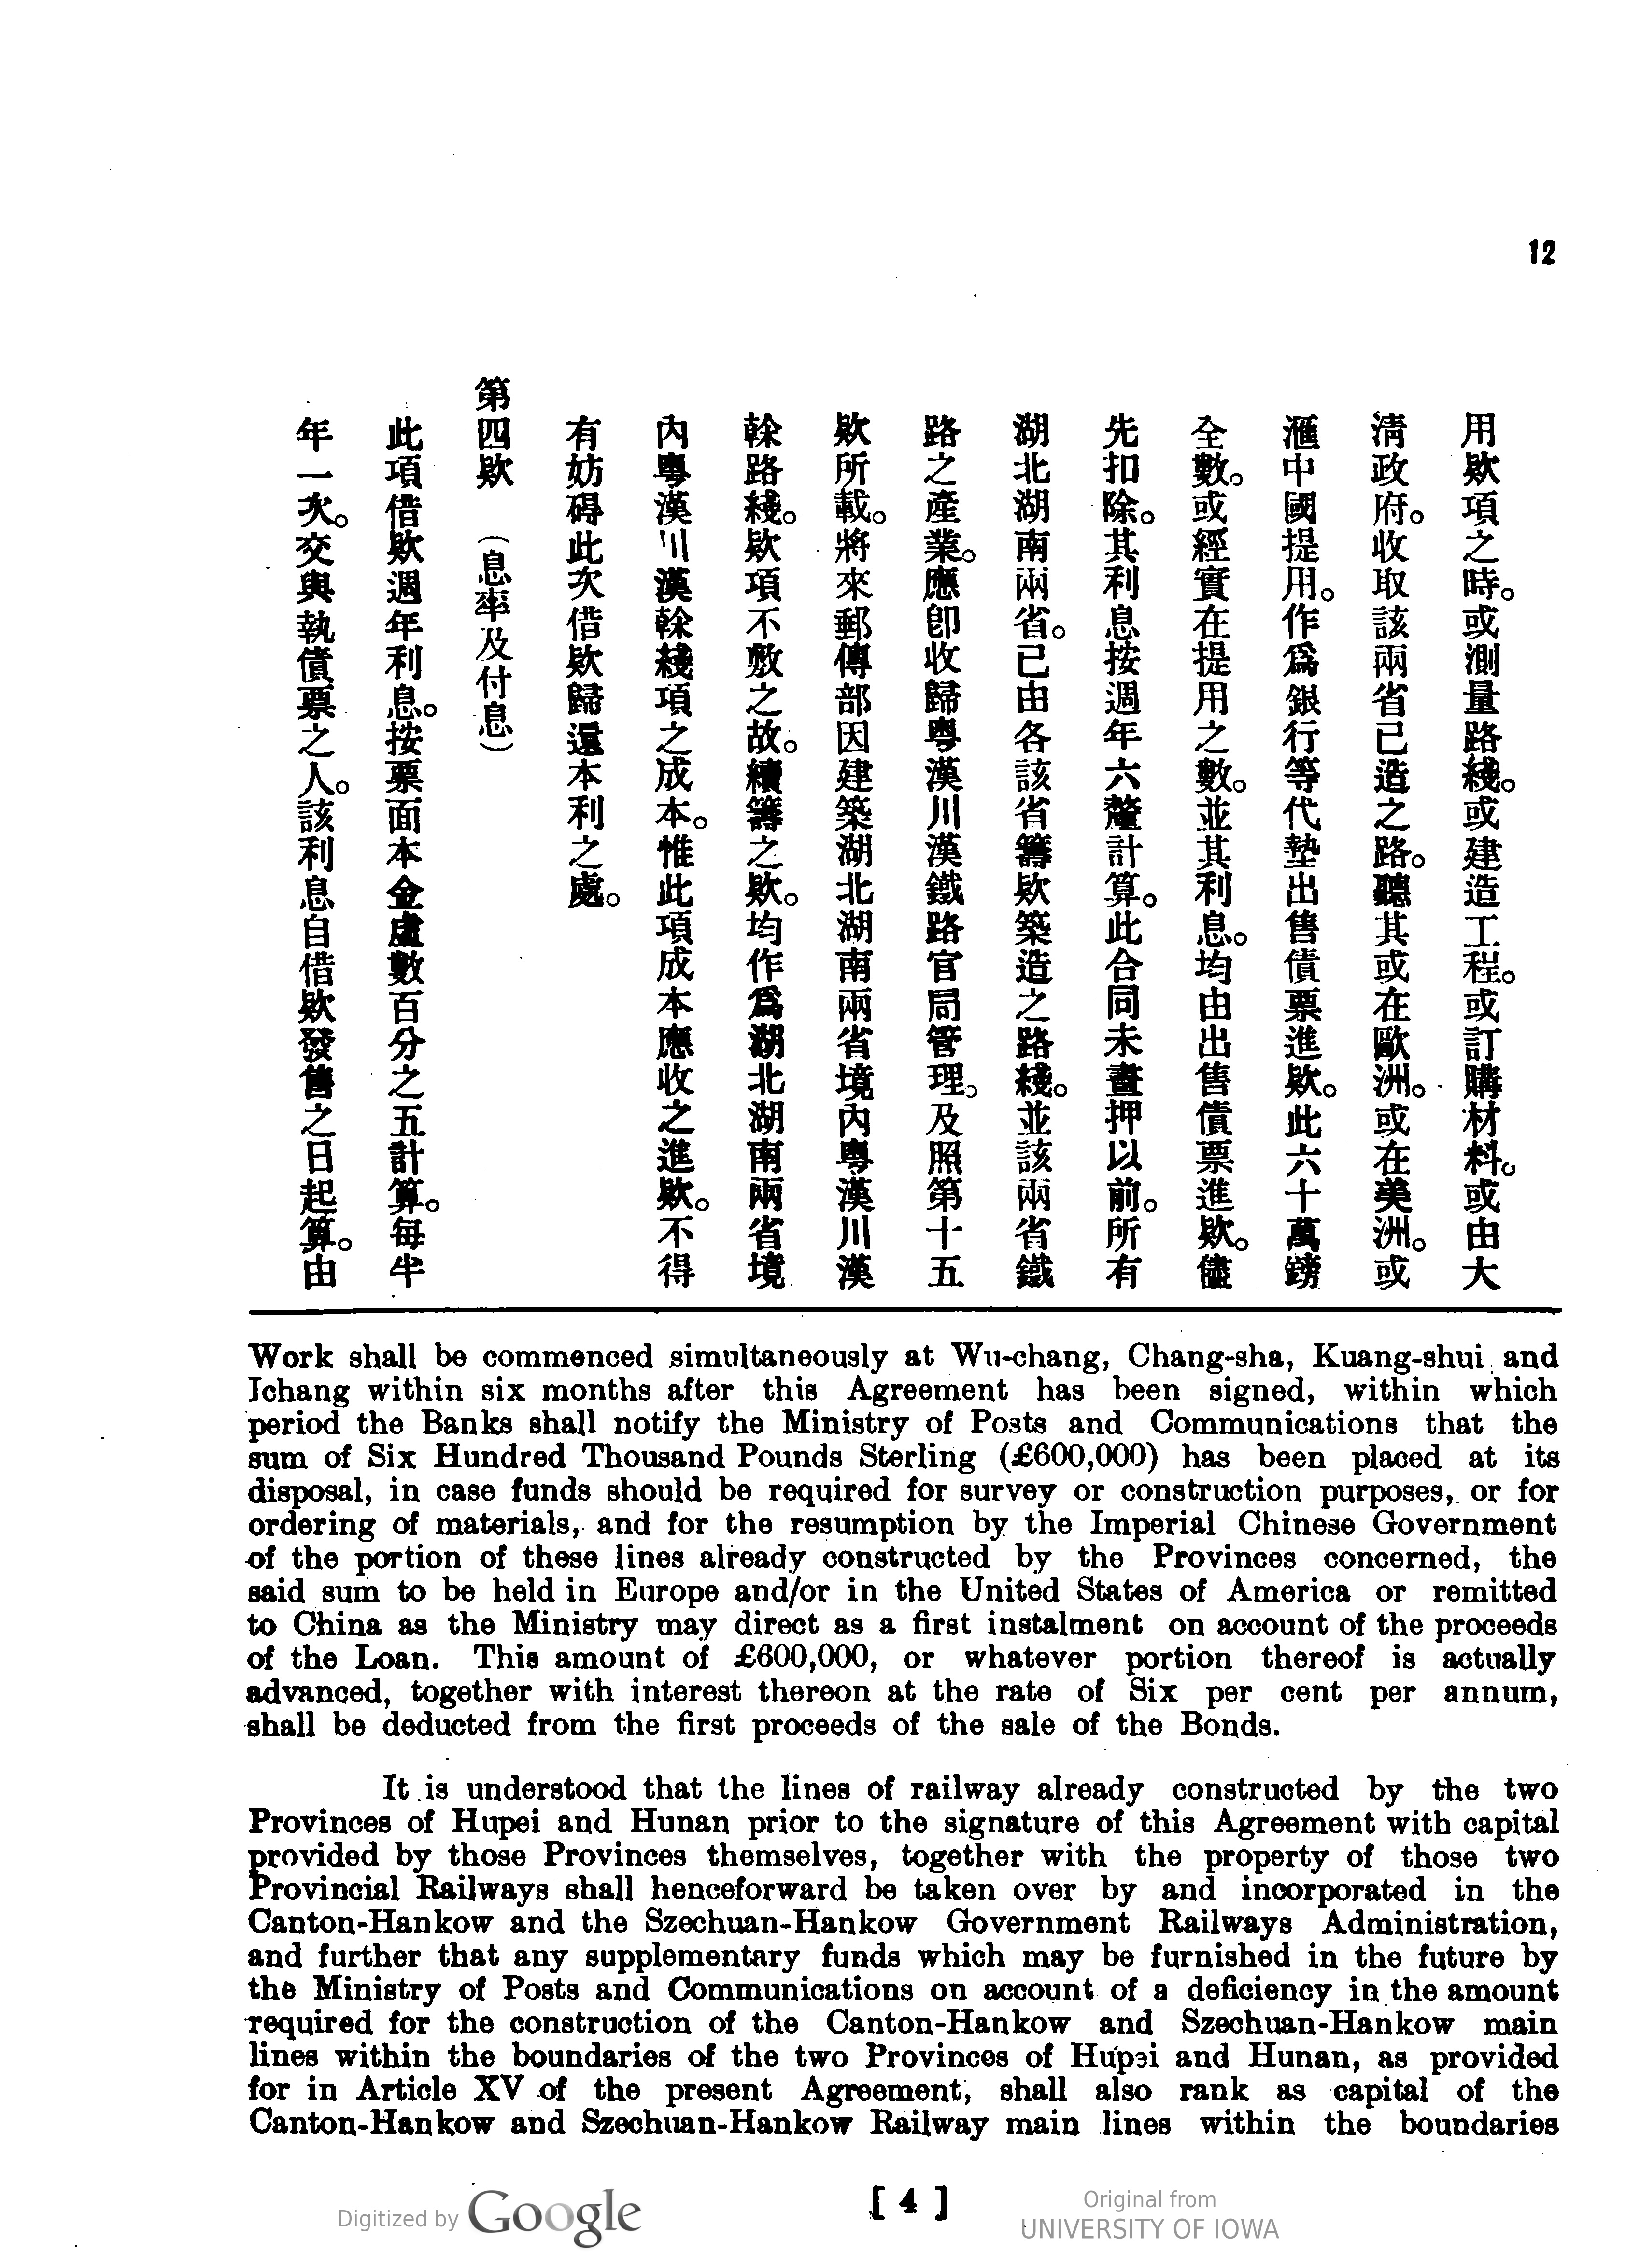 12
用欵項之時。或測量路綫。或建造工程。或訂購材料。或由大
清政府。收取該兩省已造之路。聽其或在歐洲。或在美洲。或
滙中國提用。作爲銀行等代墊出售債票進欵。此六十萬鎊
全數。或經實在提用之數。並其利息。均由出售債票進欵。儘
先扣除。其利息按週年六釐計算。此合同未畫押以前。所有
湖北湖南兩省。已由各該省籌欵築造之路綫。並該兩省鐵
路之產業。應卽收歸粵漢川漢鐵路官局管理。及照第十五
欵所載。將來郵傳部因建築湖北湖南兩省境內粵漢川漢
榦路綫。欵項不敷之故。續籌之欵。均作爲湖北湖南兩省境
內粵漢川漢榦綫項之成本。惟此項成本應收之進欵。不得
有妨碍此次借欵歸還本利之處。
第四欵 （息率及付息）
此項借欵週年利息。按票面本金虛數百分之五計算。每半
年一次。交與執債票之人。該利息自借欵發售之日起算。由
Work shall be commenced simultaneously at Wu-chang, Chang-sha, Kuang-shui and
Ichang within six months after this Agreement has been signed, within which
period the Banks shall notify the Ministry of Posts and Communications that the
sum of Six Hundred Thousand Pounds Sterling (£600,000) has been placed at its
disposal, in case funds should be required for survey or construction purposes, or for
ordering of materials, and for the resumption by the Imperial Chinese Government
of the portion of these lines already constructed by the Provinces concerned, the
said sum to be held in Europe and/or in the United States of America or remitted
to China as the Ministry may direct as a first instalment on account of the proceeds
of the Loan. This amount of £600,000, or whatever portion thereof is actually
advanced, together with interest thereon at the rate of Six per cent per annum,
shall be deducted from the first proceeds of the sale of the Bonds.
It is understood that the lines of railway already constructed by the two
Provinces of Hupei and Hunan prior to the signature of this Agreement with capital
provided by those Provinces themselves, together with the property of those two
Provincial Railways shall henceforward be taken over by and incorporated in the
Canton-Hankow and the Szechuan-Hankow Government Railways Administration,
and further that any supplementary funds which may be furnished in the future by
the Ministry of Posts and Communications on account of a deficiency in the amount
required for the construction of the Canton-Hankow and Szechuan-Hankow main
lines within the boundaries of the two Provinces of Hupei and Hunan, as provided
for in Article XV of the present Agreement, shall also rank as capital of the
Canton-Hankow and Szechuan-Hankow Railway main lines within the boundaries
[ 4 ]
Digitized by Google
Original from
UNIVERSITY OF IOWA